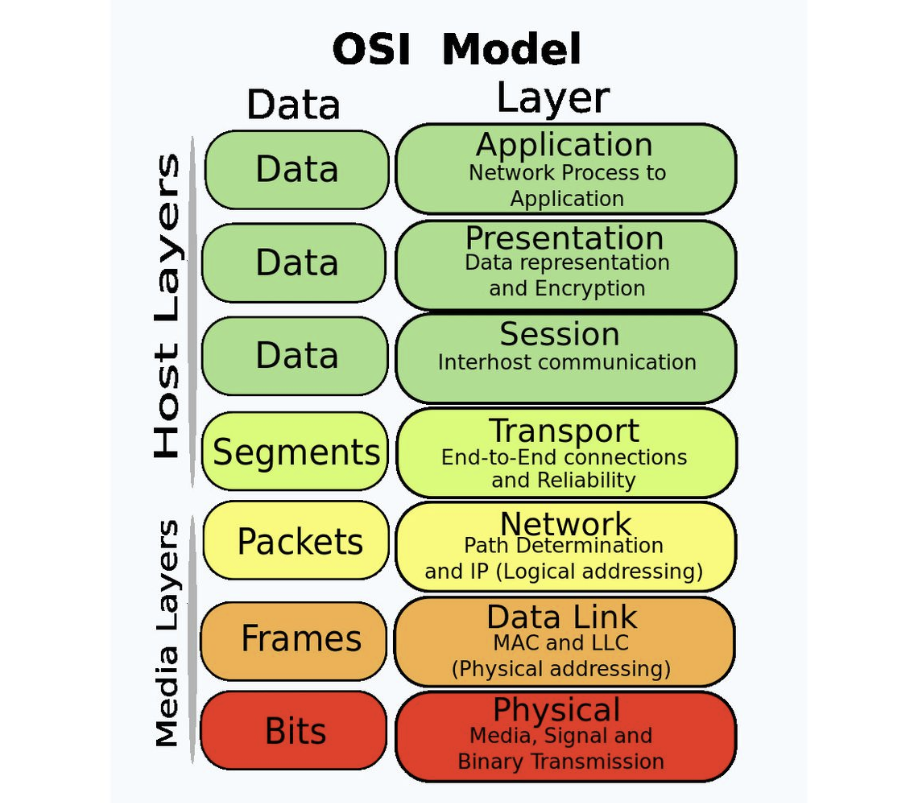 OSI Model
Data
Layer
Host Layers
Data
Application
Network Process to
Application
Data
Presentation
Data representation
and Encryption
Data
Session
Interhost communication
Segments
Transport
End-to-End connections
and Reliability
Media Layers
Packets
Network
Path Determination
and IP (Logical addressing)
Frames
Data Link
MAC and LLC
(Physical addressing)
Bits
Physical
Media, Signal and
Binary Transmission